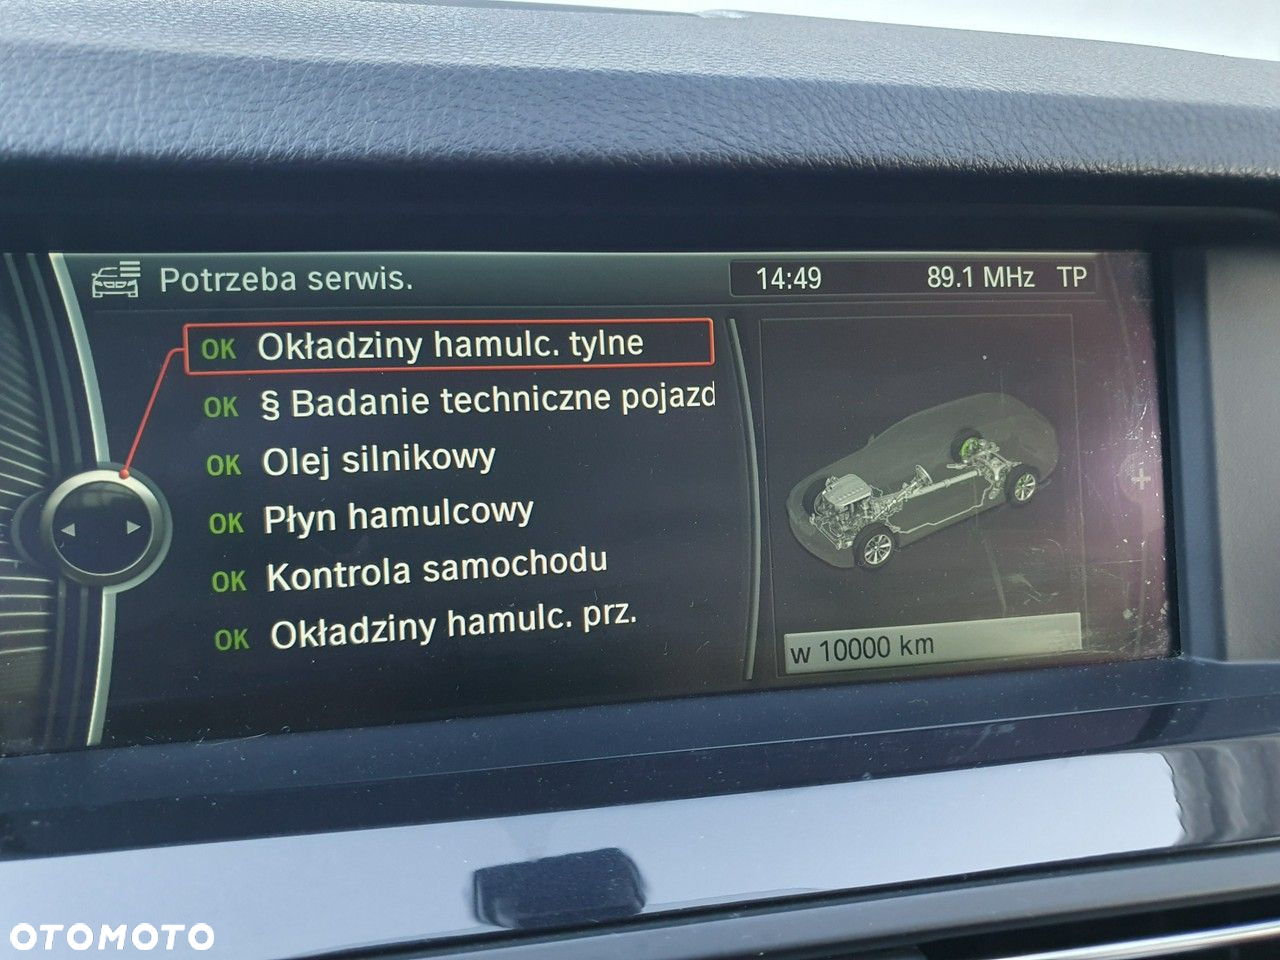 Potrzeba serwis.
14:49 89.1 MHz TP
OK Okładziny hamulc. tylne
OK § Badanie techniczne pojazd
OK Olej silnikowy
OK Płyn hamulcowy
OK Kontrola samochodu
OK Okładziny hamulc. prz.
w 10000 km
OTOMOTO